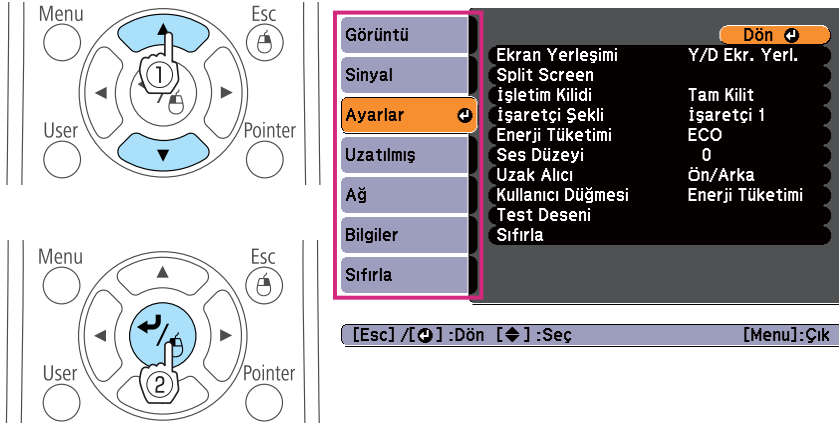 Menu
Esc
1
User
Pointer
Menu
Esc
User
Pointer
2
Görüntü
Sinyal
Ayarlar
Uzatılmış
Ağ
Bilgiler
Sıfırla
Dön
Ekran Yerleşimi Y/D Ekr. Yerl.
Split Screen
İşletim Kilidi Tam Kilit
İşaretçi Şekli İşaretçi 1
Enerji Tüketimi ECO
Ses Düzeyi 0
Uzak Alıcı Ön/Arka
Kullanıcı Düğmesi Enerji Tüketimi
Test Deseni
Sıfırla
[Esc] /[ ] :Dön [ ] :Seç [Menu]:Çık